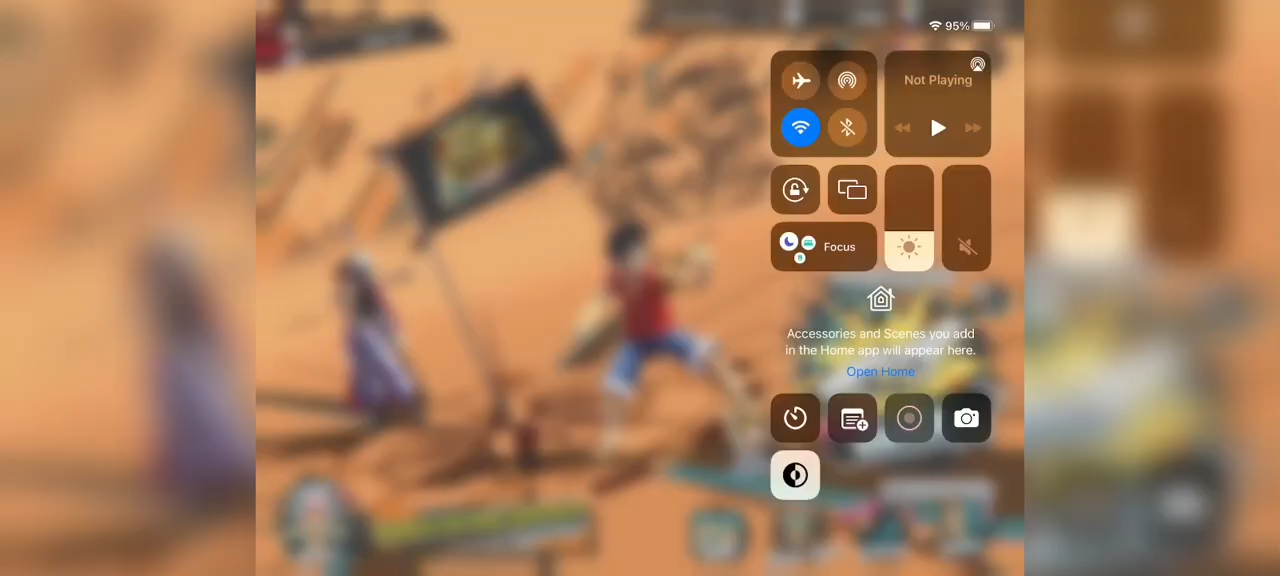 95%
Not Playing
Focus
Accessories and Scenes you add
in the Home app will appear here.
Open Home